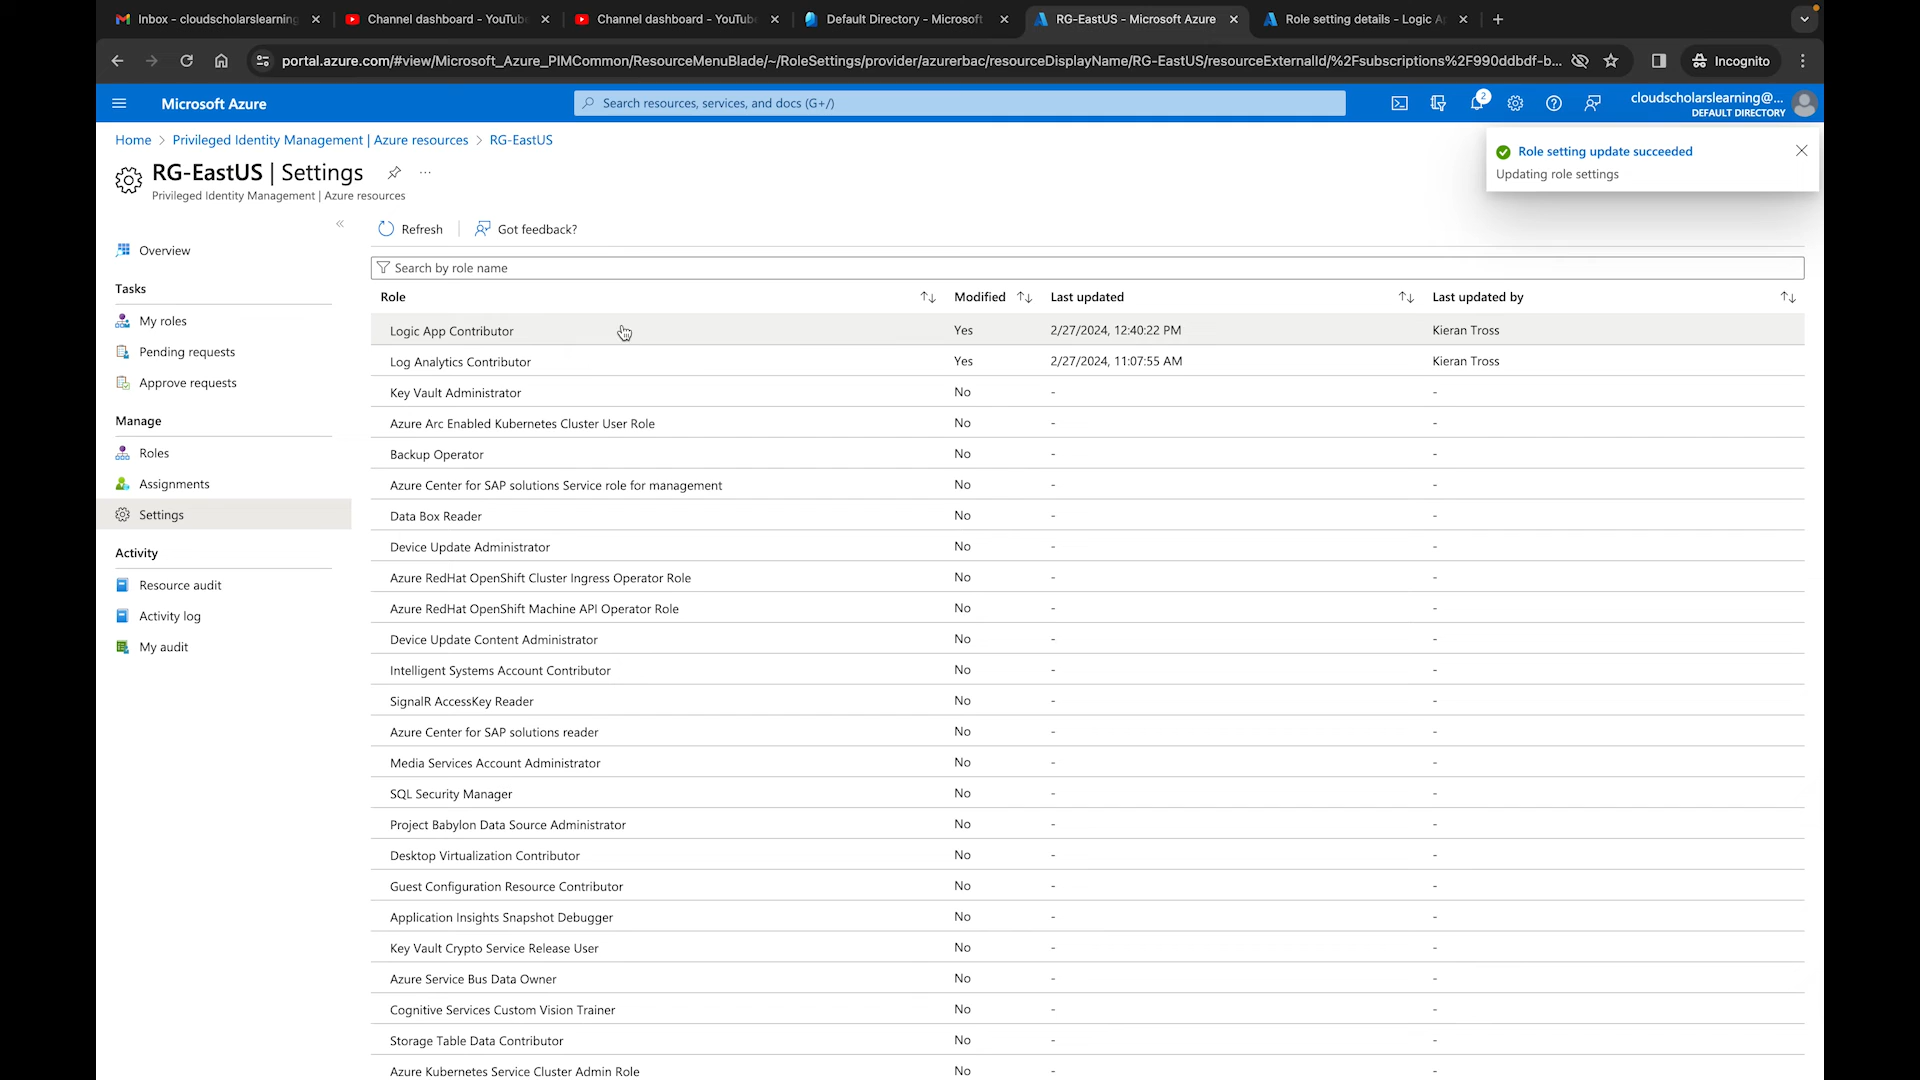 Inbox - cloudscholarslearning
Channel dashboard - YouTube
Channel dashboard - YouTube
Default Directory - Microsoft
RG-EastUS - Microsoft Azure
Role setting details - Logic A
portal.azure.com/#view/Microsoft_Azure_PIMCommon/ResourceMenuBlade/~/RoleSettings/provider/azurerbac/resourceDisplayName/RG-EastUS/resourceExternalId/%2Fsubscriptions%2F990ddbdf-b...
Incognito
Microsoft Azure
Search resources, services, and docs (G+/)
2
cloudscholarslearning@...
DEFAULT DIRECTORY
Home > Privileged Identity Management | Azure resources > RG-EastUS
RG-EastUS | Settings
Privileged Identity Management | Azure resources
Role setting update succeeded
Updating role settings
Refresh
Got feedback?
Overview
Tasks
My roles
Pending requests
Approve requests
Manage
Roles
Assignments
Settings
Activity
Resource audit
Activity log
My audit
Search by role name
Role Modified Last updated Last updated by
Logic App Contributor Yes 2/27/2024, 12:40:22 PM Kieran Tross
Log Analytics Contributor Yes 2/27/2024, 11:07:55 AM Kieran Tross
Key Vault Administrator No - -
Azure Arc Enabled Kubernetes Cluster User Role No - -
Backup Operator No - -
Azure Center for SAP solutions Service role for management No - -
Data Box Reader No - -
Device Update Administrator No - -
Azure RedHat OpenShift Cluster Ingress Operator Role No - -
Azure RedHat OpenShift Machine API Operator Role No - -
Device Update Content Administrator No - -
Intelligent Systems Account Contributor No - -
SignalR AccessKey Reader No - -
Azure Center for SAP solutions reader No - -
Media Services Account Administrator No - -
SQL Security Manager No - -
Project Babylon Data Source Administrator No - -
Desktop Virtualization Contributor No - -
Guest Configuration Resource Contributor No - -
Application Insights Snapshot Debugger No - -
Key Vault Crypto Service Release User No - -
Azure Service Bus Data Owner No - -
Cognitive Services Custom Vision Trainer No - -
Storage Table Data Contributor No - -
Azure Kubernetes Service Cluster Admin Role No - -